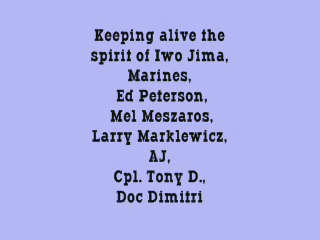 Keeping alive the
spirit of Iwo Jima,
Marines,
Ed Peterson,
Mel Meszaros,
Larry Marklewicz,
AJ,
Cpl. Tony D.,
Doc Dimitri